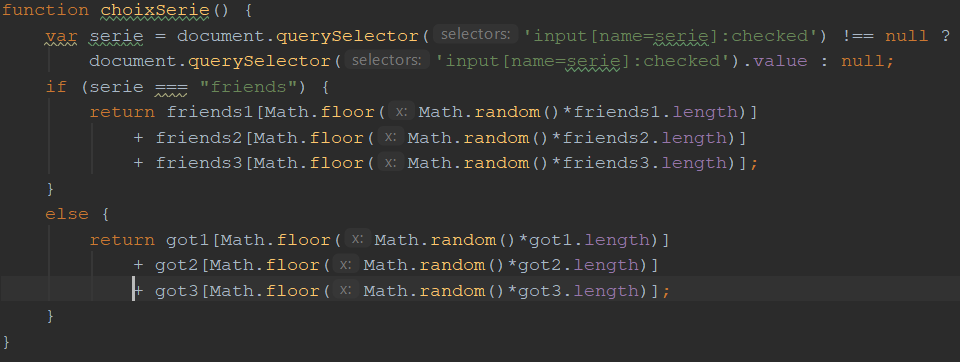 function choixSerie() {
    var serie = document.querySelector( selectors: 'input[name=serie]:checked') !== null ?
        document.querySelector( selectors: 'input[name=serie]:checked').value : null;
    if (serie === "friends") {
        return friends1[Math.floor( x: Math.random()*friends1.length)]
            + friends2[Math.floor( x: Math.random()*friends2.length)]
            + friends3[Math.floor( x: Math.random()*friends3.length)];
    }
    else {
        return got1[Math.floor( x: Math.random()*got1.length)]
            + got2[Math.floor( x: Math.random()*got2.length)]
            + got3[Math.floor( x: Math.random()*got3.length)];
    }
}